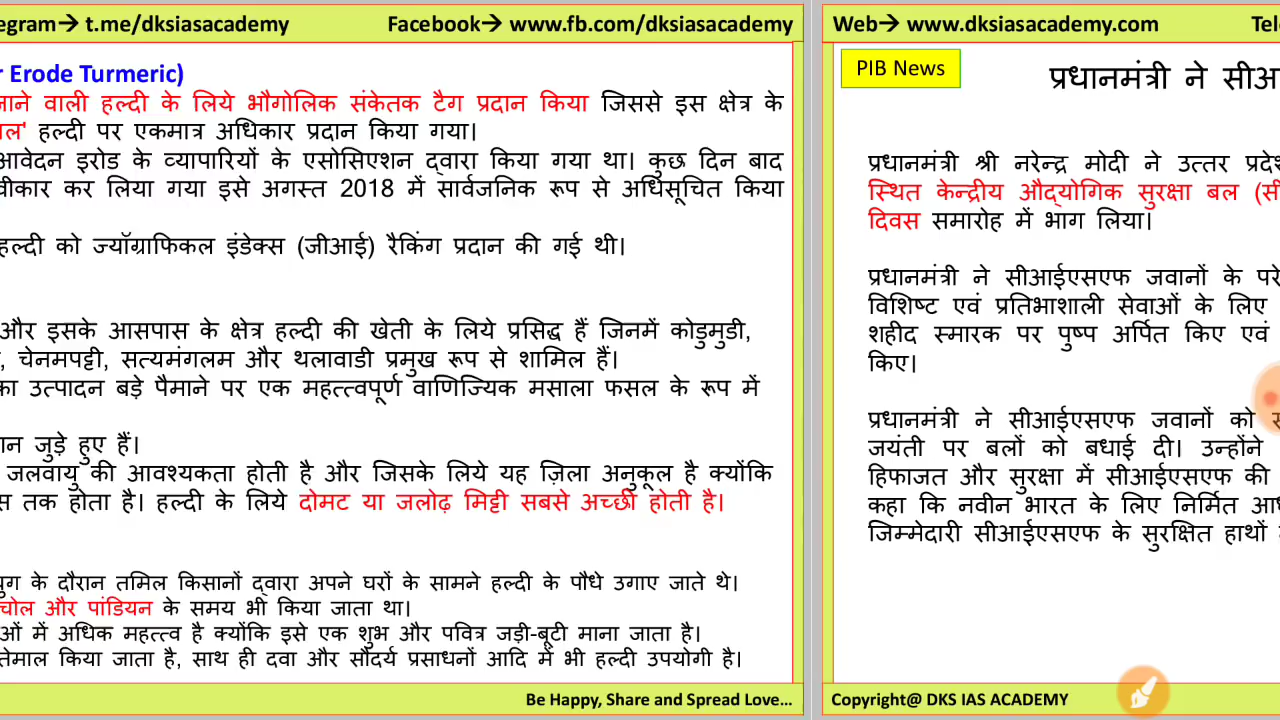 egram→ t.me/dksiasacademy Facebook→ www.fb.com/dksiasacademy
r Erode Turmeric)
नाने वाली हल्दी के लिये भौगोलिक संकेतक टैग प्रदान किया जिससे इस क्षेत्र के
ल' हल्दी पर एकमात्र अधिकार प्रदान किया गया।
आवेदन इरोड के व्यापारियों के एसोसिएशन द्वारा किया गया था। कुछ दिन बाद
वीकार कर लिया गया इसे अगस्त 2018 में सार्वजनिक रूप से अधिसूचित किया
हल्दी को ज्यॉग्राफिकल इंडेक्स (जीआई) रैकिंग प्रदान की गई थी।
और इसके आसपास के क्षेत्र हल्दी की खेती के लिये प्रसिद्ध हैं जिनमें कोडुमुडी,
, चेनमपट्टी, सत्यमंगलम और थलावाडी प्रमुख रूप से शामिल हैं।
का उत्पादन बड़े पैमाने पर एक महत्त्वपूर्ण वाणिज्यिक मसाला फसल के रूप में
ान जुड़े हुए हैं।
जलवायु की आवश्यकता होती है और जिसके लिये यह ज़िला अनुकूल है क्योंकि
स तक होता है। हल्दी के लिये दोमट या जलोढ़ मिट्टी सबसे अच्छी होती है।
युग के दौरान तमिल किसानों द्वारा अपने घरों के सामने हल्दी के पौधे उगाए जाते थे।
चोल और पांडियन के समय भी किया जाता था।
ओं में अधिक महत्त्व है क्योंकि इसे एक शुभ और पवित्र जड़ी-बूटी माना जाता है।
तेमाल किया जाता है, साथ ही दवा और सौंदर्य प्रसाधनों आदि में भी हल्दी उपयोगी है।
Be Happy, Share and Spread Love...
Web→ www.dksiasacademy.com Tel
PIB News
प्रधानमंत्री ने सीआ
प्रधानमंत्री श्री नरेन्द्र मोदी ने उत्तर प्रदे
स्थित केन्द्रीय औद्योगिक सुरक्षा बल (सी
दिवस समारोह में भाग लिया।
प्रधानमंत्री ने सीआईएसएफ जवानों के परे
विशिष्ट एवं प्रतिभाशाली सेवाओं के लिए
शहीद स्मारक पर पुष्प अर्पित किए एवं
किए।
प्रधानमंत्री ने सीआईएसएफ जवानों को स
जयंती पर बलों को बधाई दी। उन्होंने
हिफाजत और सुरक्षा में सीआईएसएफ की
कहा कि नवीन भारत के लिए निर्मित आध
जिम्मेदारी सीआईएसएफ के सुरक्षित हाथों
Copyright@ DKS IAS ACADEMY